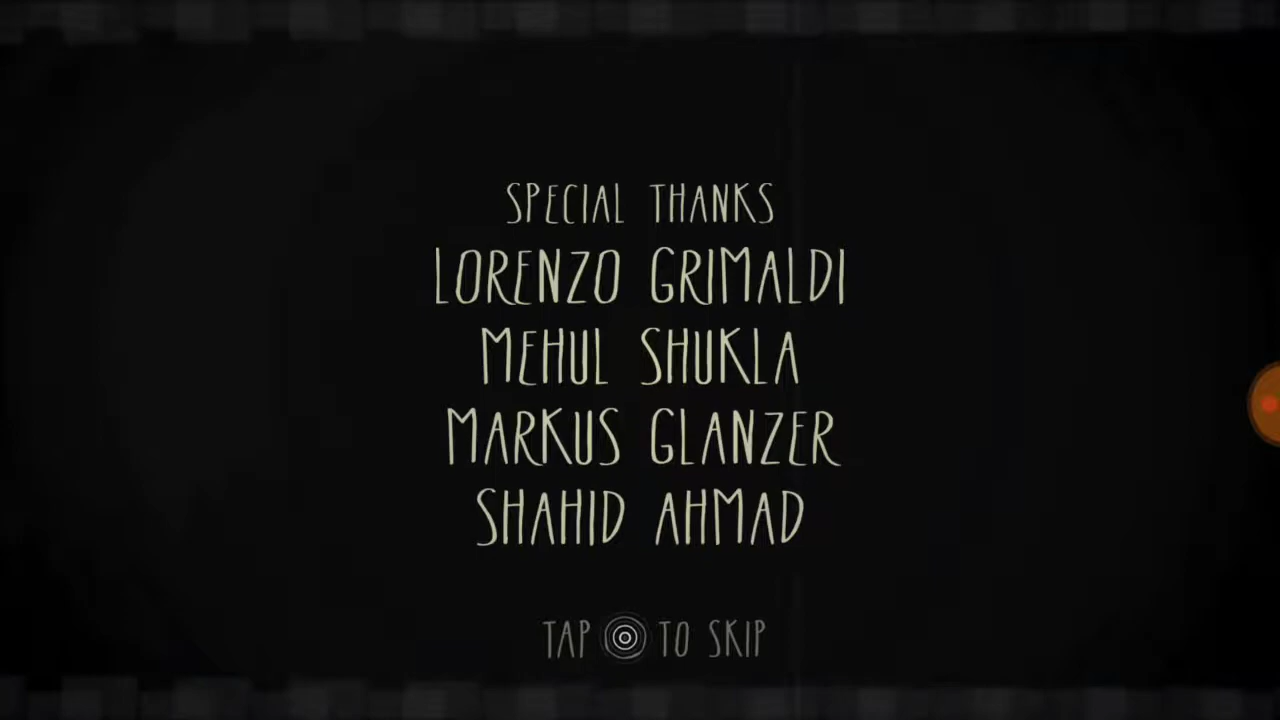 SPECIAL THANKS
LORENZO GRIMALDI
MEHUL SHUKLA
MARKUS GLANZER
SHAHID AHMAD
TAP TO SKIP